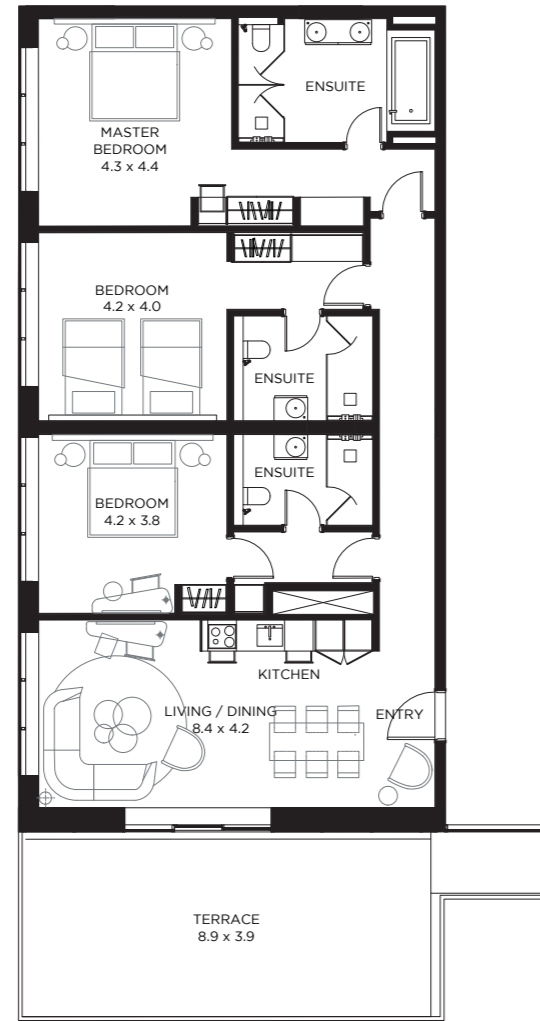 ENSUITE
MASTER
BEDROOM
4.3 x 4.4
BEDROOM
4.2 x 4.0
ENSUITE
ENSUITE
BEDROOM
4.2 x 3.8
KITCHEN
LIVING / DINING
8.4 x 4.2
ENTRY
TERRACE
8.9 x 3.9